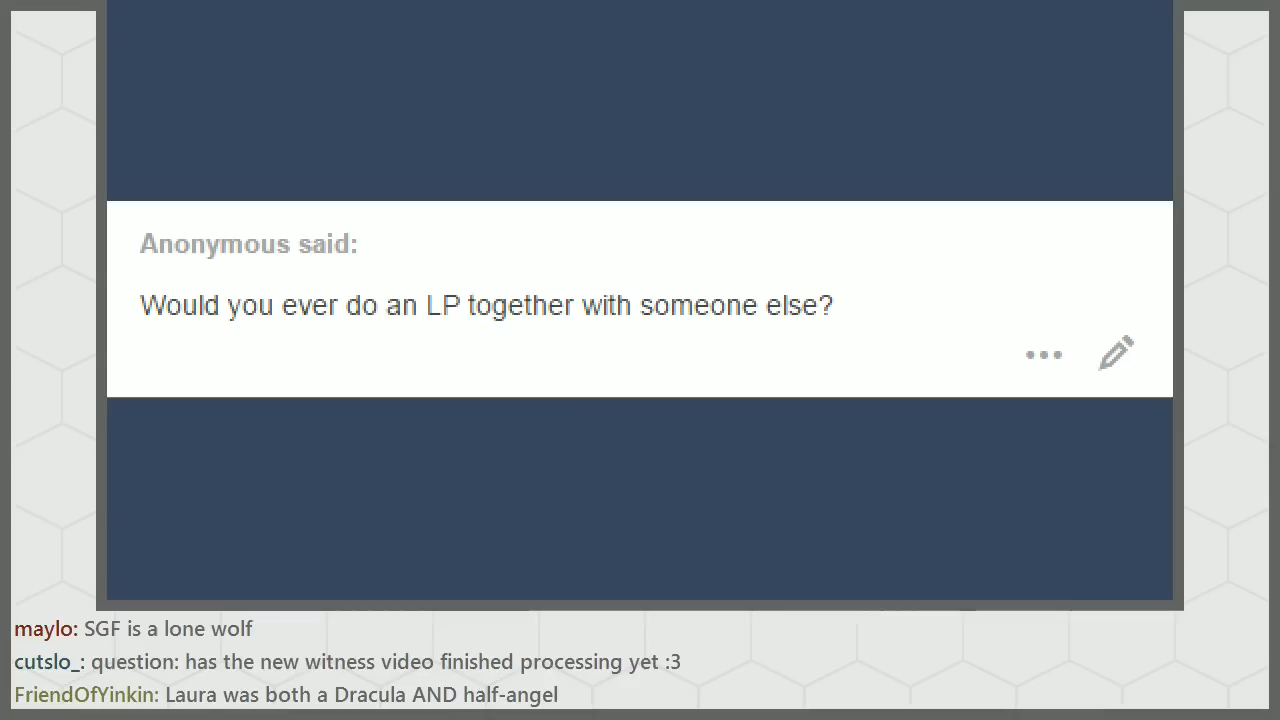 Anonymous said:
Would you ever do an LP together with someone else?
maylo: SGF is a lone wolf
cutslo_: question: has the new witness video finished processing yet :3
FriendOfYinkin: Laura was both a Dracula AND half-angel